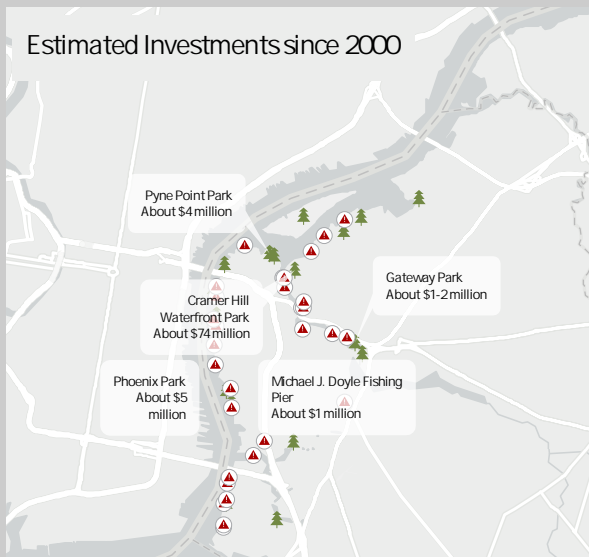 Estimated Investments since 2000
Pyne Point Park
About $4 million
Gateway Park
About $1-2 million
Cramer Hill
Waterfront Park
About $74 million
Phoenix Park
About $5
million
Michael J. Doyle Fishing
Pier
About $1 million